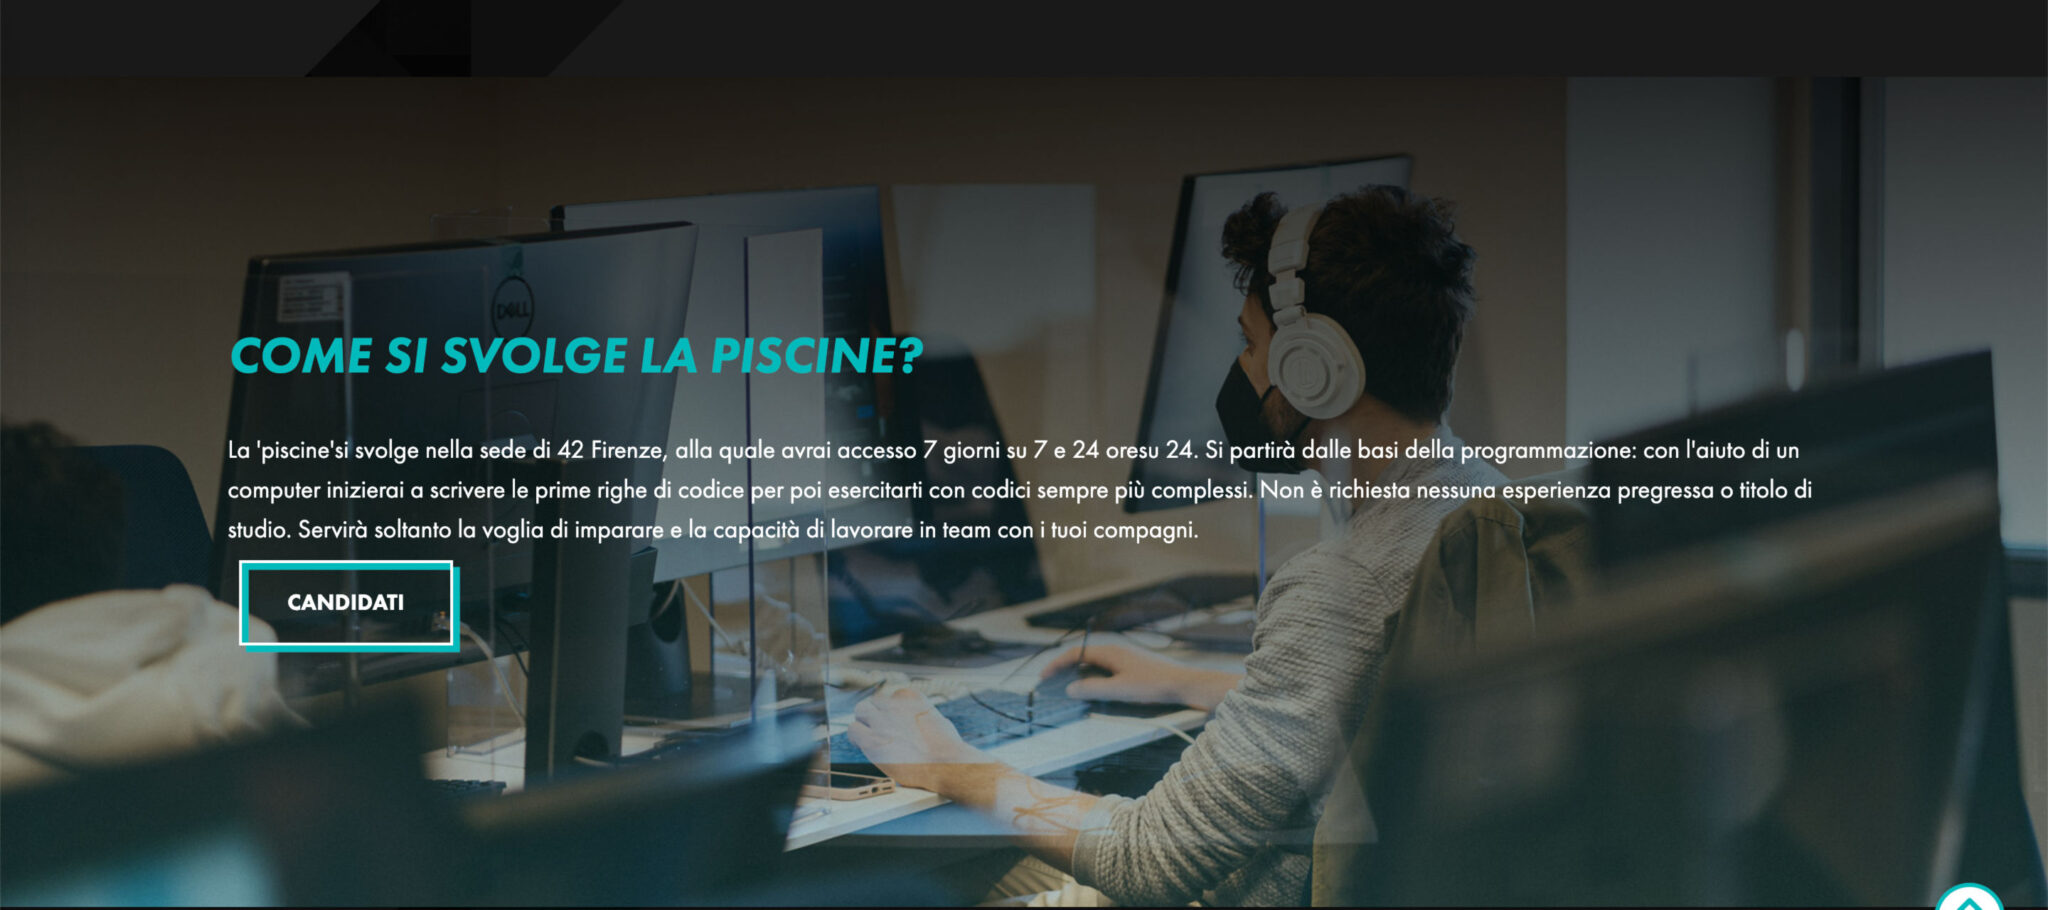 DELL
COME SI SVOLGE LA PISCINE?
La 'piscine'si svolge nella sede di 42 Firenze, alla quale avrai accesso 7 giorni su 7 e 24 oresu 24. Si partirà dalle basi della programmazione: con l'aiuto di un
computer inizierai a scrivere le prime righe di codice per poi esercitarti con codici sempre più complessi. Non è richiesta nessuna esperienza pregressa o titolo di
studio. Servirà soltanto la voglia di imparare e la capacità di lavorare in team con i tuoi compagni.
CANDIDATI